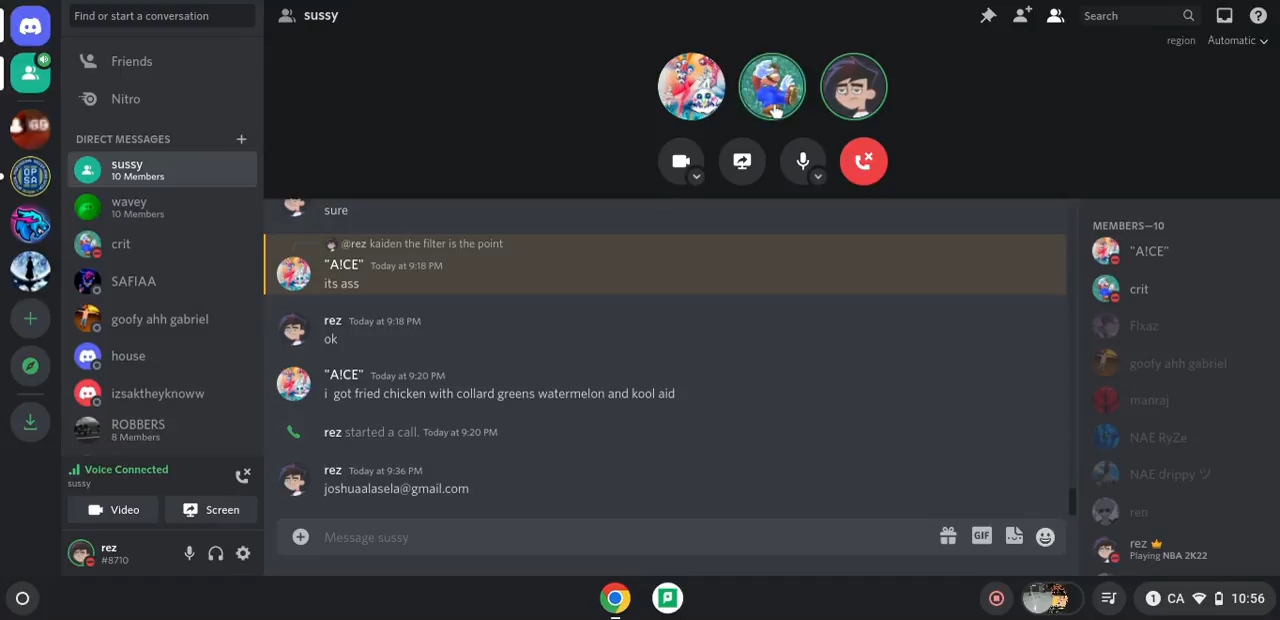 Find or start a conversation
sussy
Search
region Automatic
Friends
Nitro
DIRECT MESSAGES
sussy
10 Members
wavey
10 Members
crit
SAFIAA
goofy ahh gabriel
house
izsaktheyknoww
ROBBERS
8 Members
Voice Connected
sussy
Video Screen
rez
#8710
sure
@rez kaiden the filter is the point
"A!CE" Today at 9:18 PM
its ass
rez Today at 9:18 PM
ok
"A!CE" Today at 9:20 PM
i got fried chicken with collard greens watermelon and kool aid
rez started a call. Today at 9:20 PM
rez Today at 9:36 PM
joshuaalasela@gmail.com
Message sussy
GIF
MEMBERS—10
"A!CE"
crit
Flxaz
goofy ahh gabriel
manraj
NAE RyZe
NAE drippy ツ
ren
rez
Playing NBA 2K22
1 CA 10:56